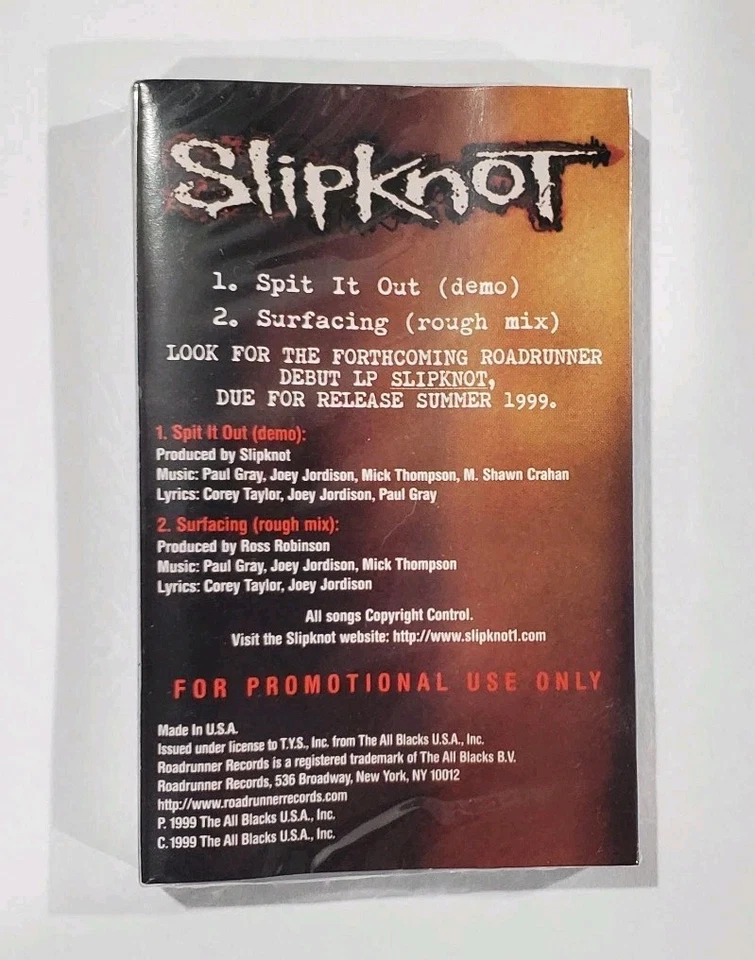 Slipknot
1. Spit It Out (demo)
2. Surfacing (rough mix)
LOOK FOR THE FORTHCOMING ROADRUNNER
DEBUT LP SLIPKNOT,
DUE FOR RELEASE SUMMER 1999.
1. Spit It Out (demo):
Produced by Slipknot
Music: Paul Gray, Joey Jordison, Mick Thompson, M. Shawn Crahan
Lyrics: Corey Taylor, Joey Jordison, Paul Gray
2. Surfacing (rough mix):
Produced by Ross Robinson
Music: Paul Gray, Joey Jordison, Mick Thompson
Lyrics: Corey Taylor, Joey Jordison
All songs Copyright Control.
Visit the Slipknot website: http://www.slipknot1.com
FOR PROMOTIONAL USE ONLY
Made In U.S.A.
Issued under license to T.Y.S., Inc. from The All Blacks U.S.A., Inc.
Roadrunner Records is a registered trademark of The All Blacks B.V.
Roadrunner Records, 536 Broadway, New York, NY 10012
http://www.roadrunnerrecords.com
P. 1999 The All Blacks U.S.A., Inc.
C. 1999 The All Blacks U.S.A., Inc.